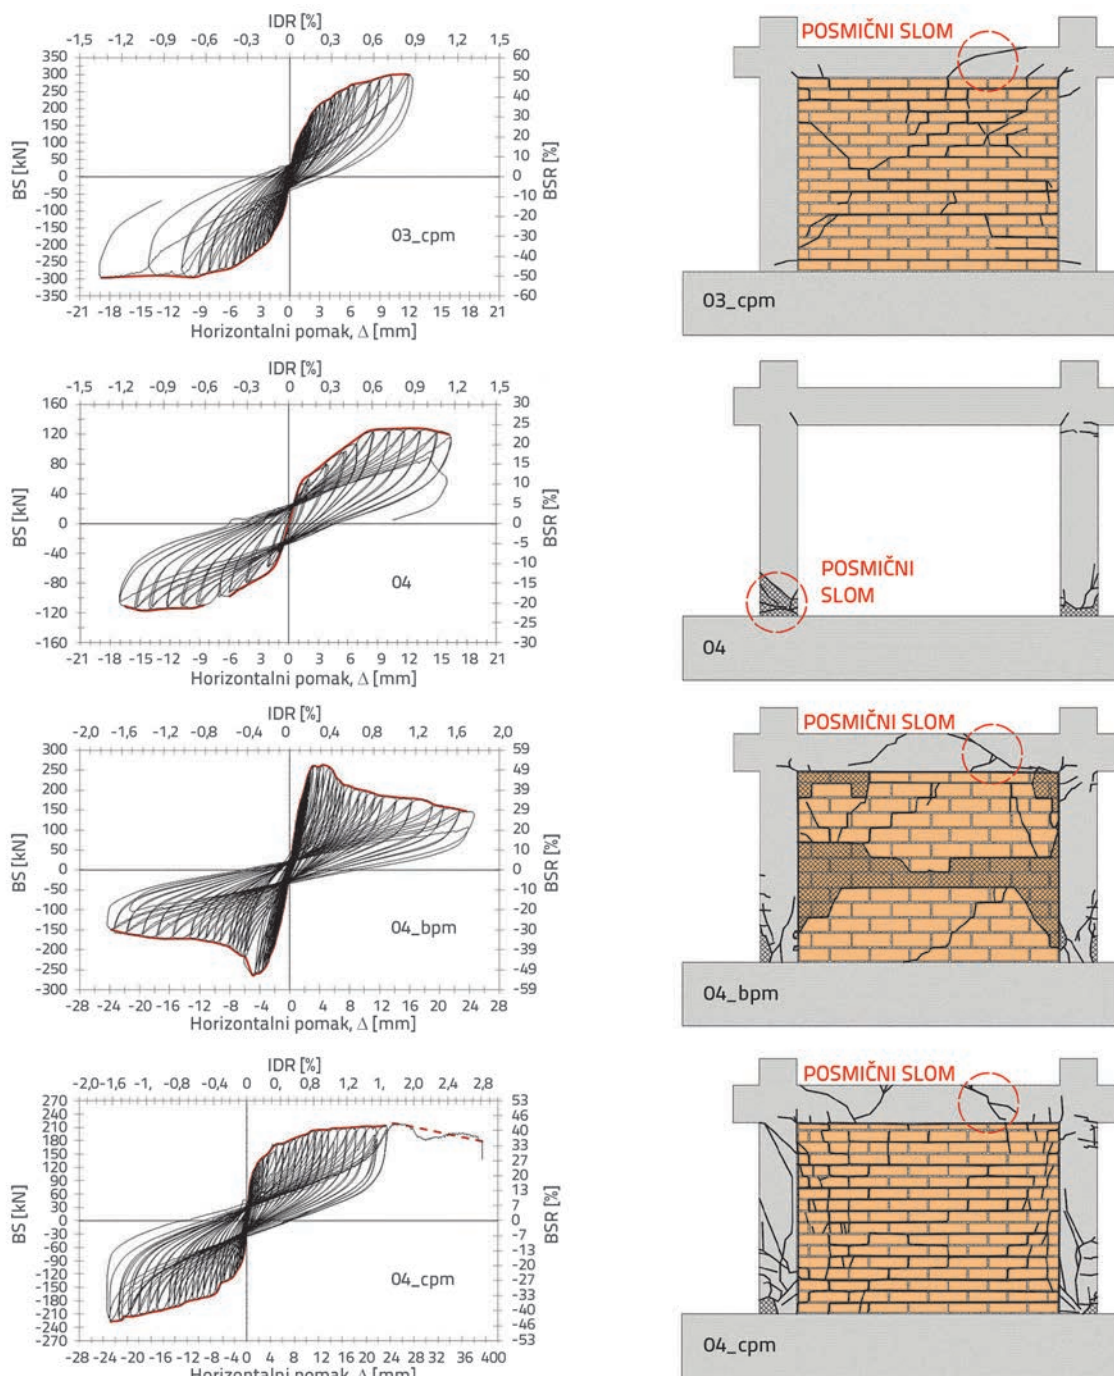 IDR [%]
-1,5 -1,2 -0,9 -0,6 -0,3 0 0,3 0,6 0,9 1,2 1,5
350 300 250 200 150 100 50 0 -50 -100 -150 200 250 -300 350
BS [kN]
60 50 40 30 20 10 0 -10 -20 -30 -40 -50 -60
BSR [%]
03_cpm
-21 -18 -15 -12 -9 -6 -3 0 3 6 9 12 15 18 21
Horizontalni pomak, Δ [mm]
POSMIČNI SLOM
03_cpm
IDR [%]
-1,5 -1,2 -0,9 -0,6 -0,3 0 0,3 0,6 0,9 1,2 1,5
160 120 80 40 0 -40 -80 -120 -160
BS [kN]
30 25 20 15 10 5 0 -5 -10 -15 -20 -25 -30
BSR [%]
04
-21 -18 -15 -12 -9 -6 -3 0 3 6 9 12 15 18 21
Horizontalni pomak, Δ [mm]
POSMIČNI
SLOM
04
IDR [%]
-2,0 -1,6 -1,2 -0,8 -0,4 0 0,4 0,8 1,2 1,6 2,0
300 250 200 150 100 50 0 -50 -100 -150 -200 -250 -300
BS [kN]
59 49 39 29 20 10 0 -10 -20 -30 -39 -49 -59
BSR [%]
04_bpm
-28 -24 -20 -16 -12 -8 -4 0 4 8 12 16 20 24 28
Horizontalni pomak, Δ [mm]
POSMIČNI SLOM
04_bpm
IDR [%]
-2,0-1,6 -1, -0,8 -0,4 0 0, 0,8 1,2 1, 2,0 2,4 2,8
270 240 210 180 150 120 90 60 30 0 -30 -60 -90 -120 -150 -180 -210 -240 -270
BS [kN]
53 46 40 33 27 20 13 7 0 -7 -13 -20 -27 -33 -40 -46 -53
BSR [%]
04_cpm
-28 -24 -20 -16 -12 -8 -4 0 4 8 12 16 20 24 28 32 36 400
Horizontalni pomak, Δ [mm]
POSMIČNI SLOM
04_cpm